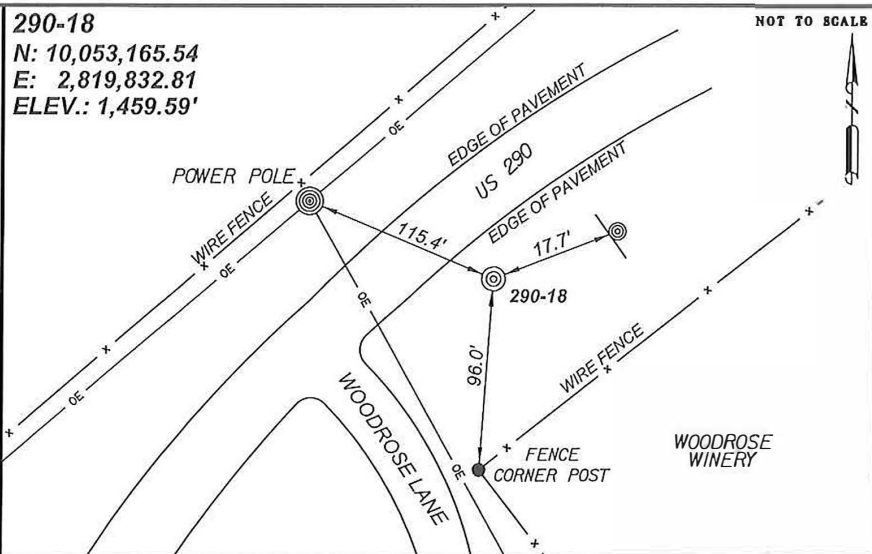 290-18
N: 10,053,165.54
E: 2,819,832.81
ELEV.: 1,459.59'
NOT TO SCALE
POWER POLE
WIRE FENCE
OE
OE
OE
EDGE OF PAVEMENT
US 290
EDGE OF PAVEMENT
115.4'
17.7'
290-18
OE
96.0'
WIRE FENCE
WOODROSE LANE
OE
FENCE
CORNER POST
WOODROSE
WINERY